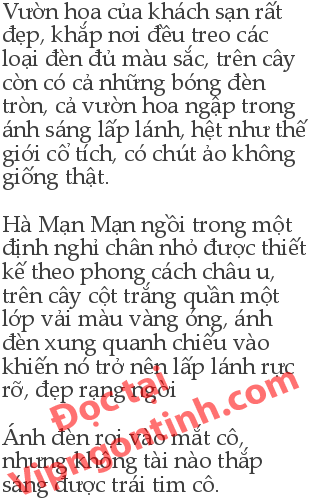 Vườn hoa của khách sạn rất
đẹp, khắp nơi đều treo các
loại đèn đủ màu sắc, trên cây
còn có cả những bóng đèn
tròn, cả vườn hoa ngập trong
ánh sáng lấp lánh, hệt như thế
giới cổ tích, có chút ảo không
giống thật.
Hà Mạn Mạn ngồi trong một
định nghỉ chân nhỏ được thiết
kế theo phong cách châu u,
trên cây cột trắng quần một
lớp vải màu vàng óng, ánh
đèn xung quanh chiếu vào
khiến nó trở nên lấp lánh rực
rỡ, đẹp rạng ngời
Đọc tại
Vipngontinh.com
Ánh đèn rọi vào mắt cô,
nhưng không tài nào thắp
sáng được trái tim cô.